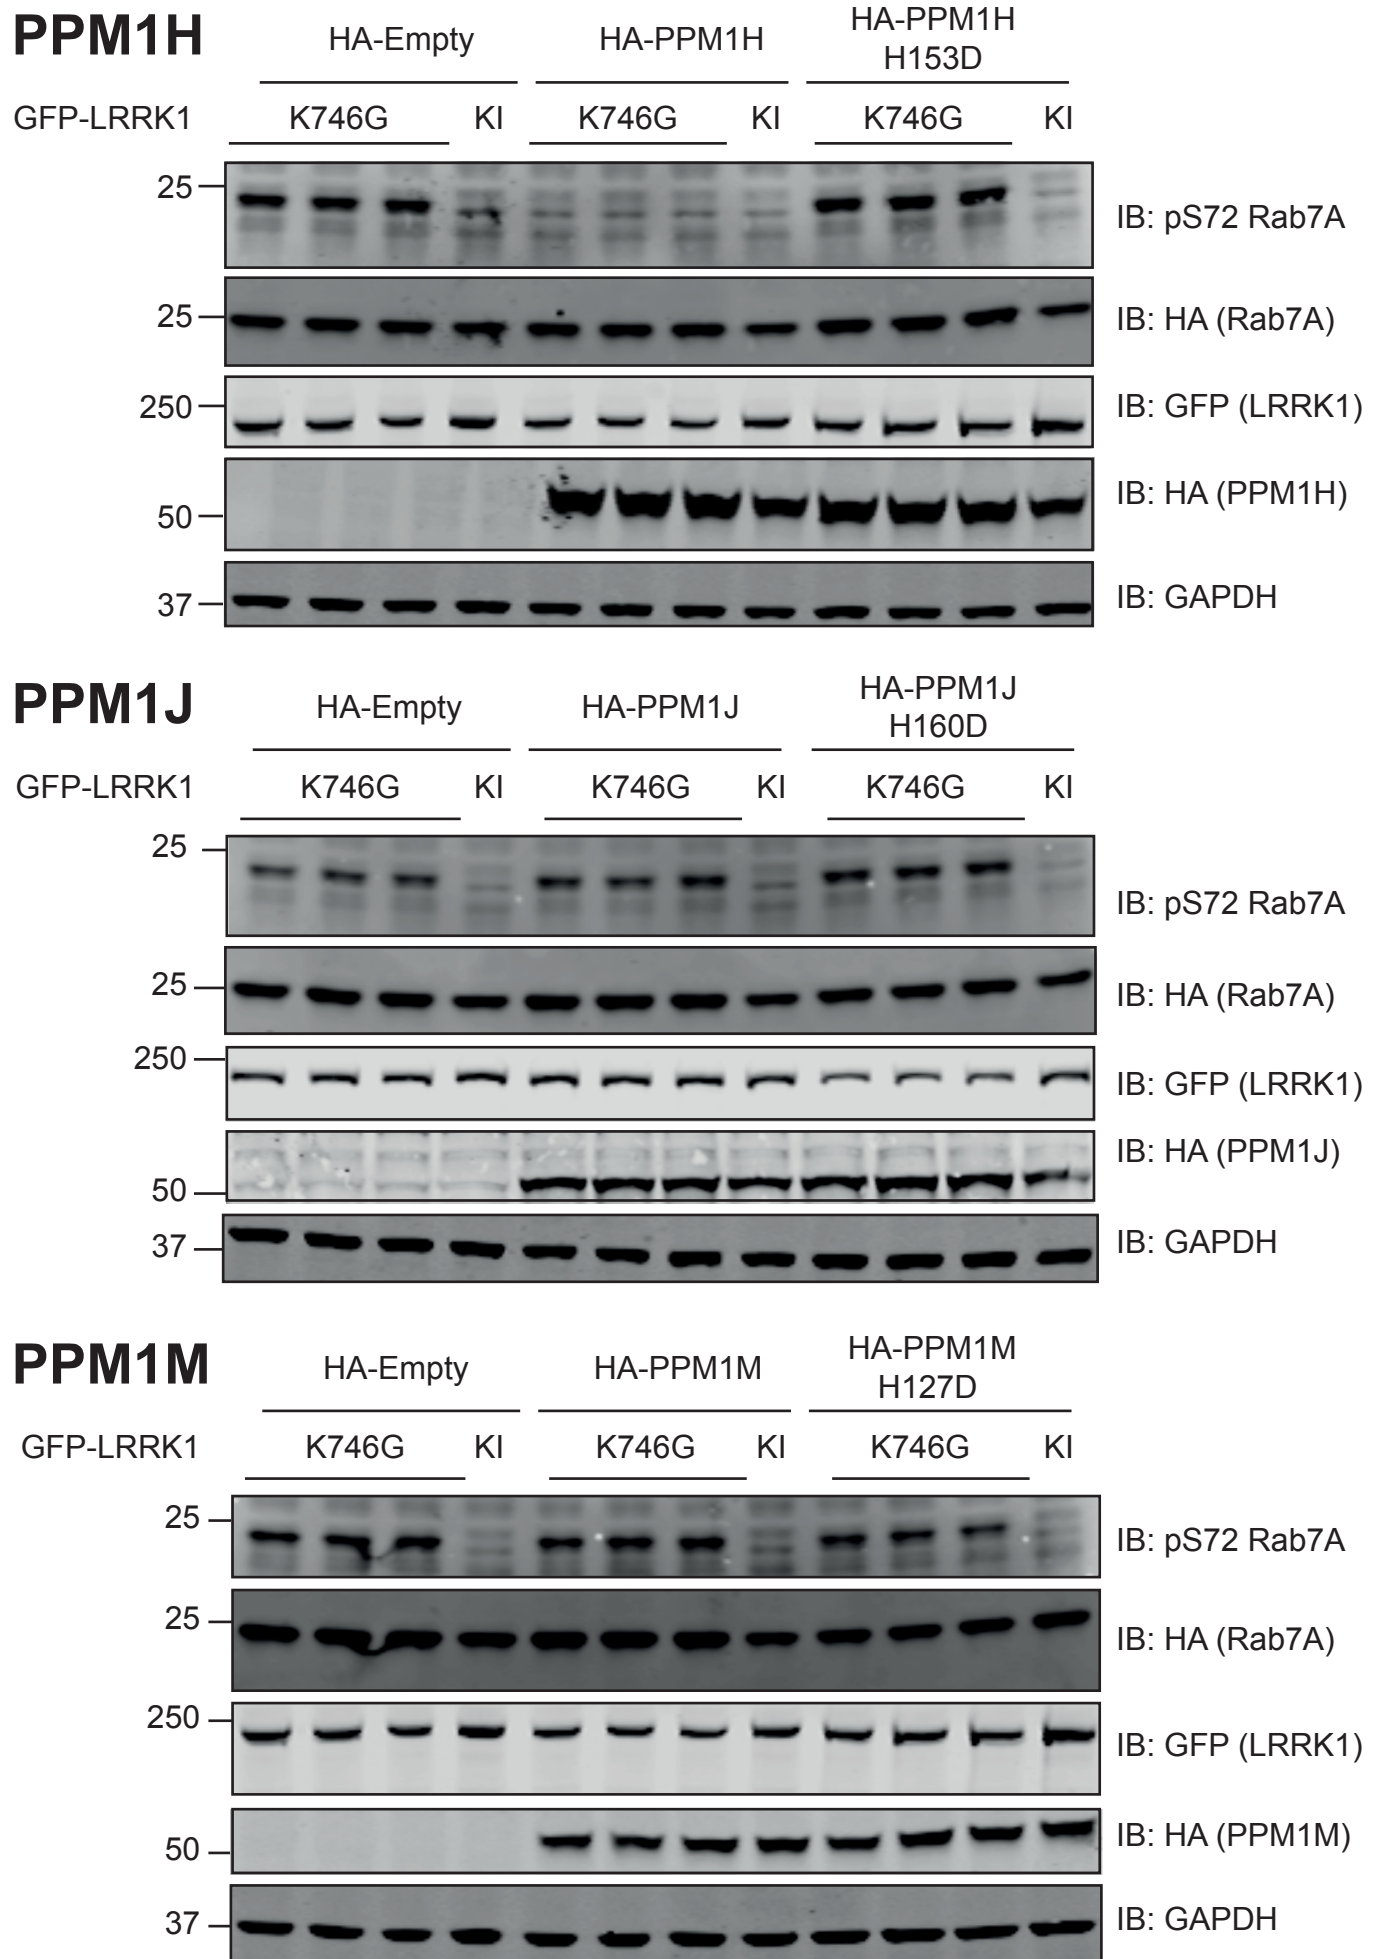 PPM1H
HA-Empty
HA-PPM1H
HA-PPM1H
H153D
GFP-LRRK1
K746G
KI
K746G
KI
K746G
KI
25
IB: pS72 Rab7A
25
IB: HA (Rab7A)
250
IB: GFP (LRRK1)
50
IB: HA (PPM1H)
37
IB: GAPDH
PPM1J
HA-Empty
HA-PPM1J
HA-PPM1J
H160D
GFP-LRRK1
K746G
KI
K746G
KI
K746G
KI
25
IB: pS72 Rab7A
25
IB: HA (Rab7A)
250
IB: GFP (LRRK1)
50
IB: HA (PPM1J)
37
IB: GAPDH
PPM1M
HA-Empty
HA-PPM1M
HA-PPM1M
H127D
GFP-LRRK1
K746G
KI
K746G
KI
K746G
KI
25
IB: pS72 Rab7A
25
IB: HA (Rab7A)
250
IB: GFP (LRRK1)
50
IB: HA (PPM1M)
37
IB: GAPDH